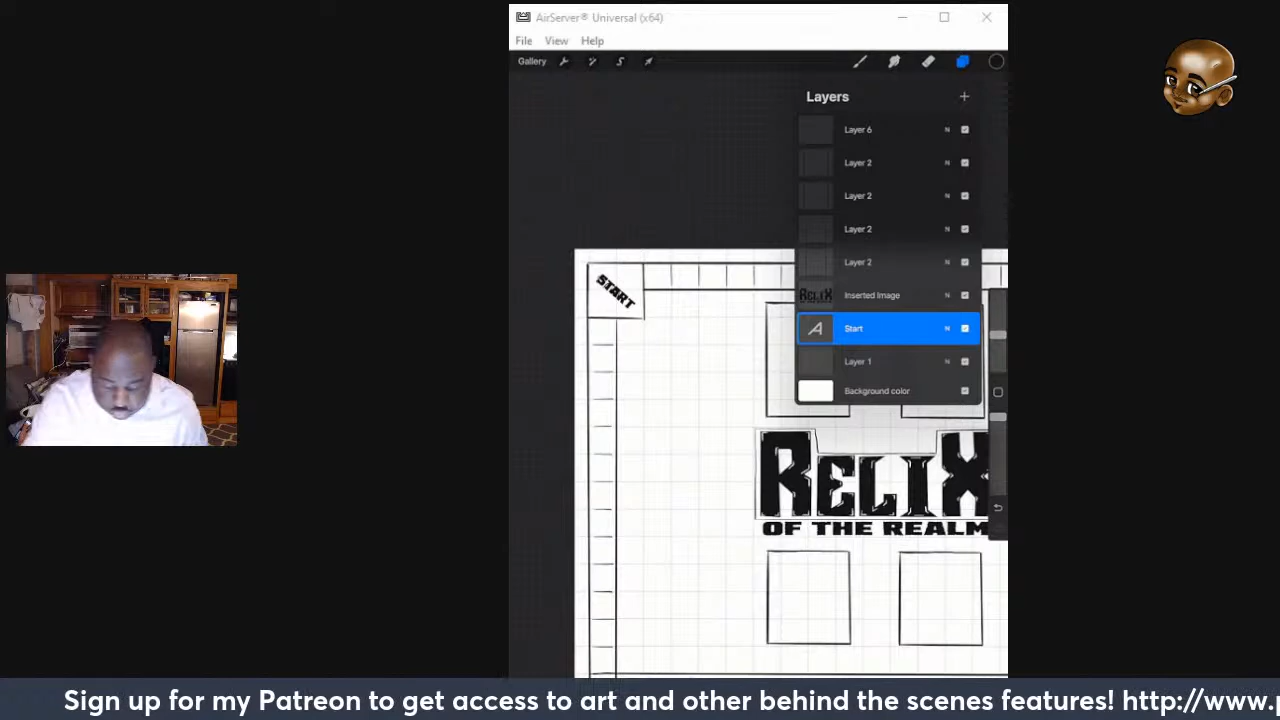 AirServer® Universal (x64)
File View Help
Gallery
Layers
Layer 6 N
Layer 2 N
Layer 2 N
Layer 2 N
Layer 2 N
RELIX
Inserted Image N
A Start N
Layer 1 N
Background color
START
RELIX
OF THE REALM
Sign up for my Patreon to get access to art and other behind the scenes features! http://www.